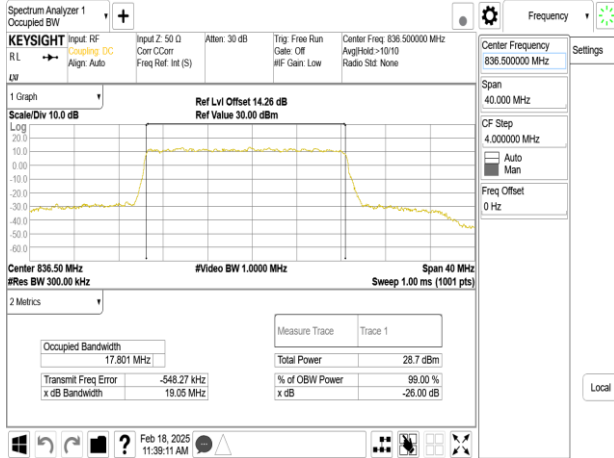 Spectrum Analyzer 1
Occupied BW
Frequency
KEYSIGHT
RL
Input: RF
Coupling: DC
Align: Auto
Input Z: 50 Ω
Corr CCorr
Freq Ref: Int (S)
Atten: 30 dB
Trig: Free Run
Gate: Off
#IF Gain: Low
Center Freq: 836.500000 MHz
Avg|Hold:>10/10
Radio Std: None
Center Frequency
836.500000 MHz
Settings
Span
40.000 MHz
CF Step
4.000000 MHz
Auto
Man
Freq Offset
0 Hz
1 Graph
Scale/Div 10.0 dB
Ref Lvl Offset 14.26 dB
Ref Value 30.00 dBm
Log
20.0
10.0
0.00
-10.0
-20.0
-30.0
-40.0
-50.0
-60.0
Center 836.50 MHz
#Video BW 1.0000 MHz
Span 40 MHz
#Res BW 300.00 kHz
Sweep 1.00 ms (1001 pts)
2 Metrics
Measure Trace
Trace 1
Occupied Bandwidth
17.801 MHz
Total Power
28.7 dBm
Transmit Freq Error
-548.27 kHz
% of OBW Power
99.00 %
x dB Bandwidth
19.05 MHz
x dB
-26.00 dB
Local
?
Feb 18, 2025
11:39:11 AM